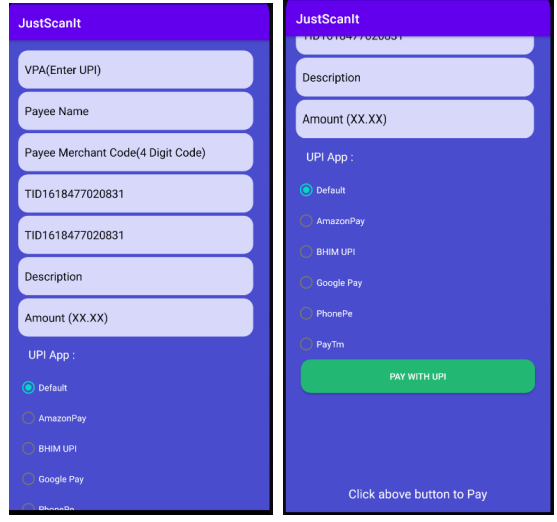 JustScanIt
VPA(Enter UPI)
Payee Name
Payee Merchant Code(4 Digit Code)
TID1618477020831
TID1618477020831
Description
Amount (XX.XX)
UPI App :
Default
AmazonPay
BHIM UPI
Google Pay
PhonePe
JustScanIt
TID1618477020831
Description
Amount (XX.XX)
UPI App :
Default
AmazonPay
BHIM UPI
Google Pay
PhonePe
PayTm
PAY WITH UPI
Click above button to Pay